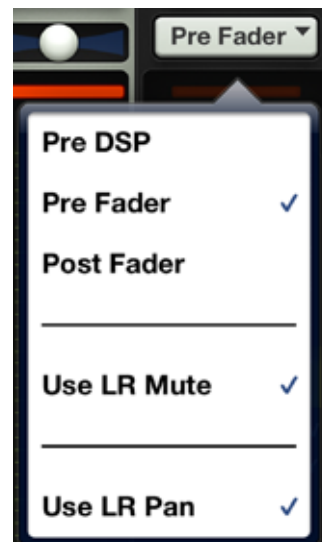 Pre Fader
Pre DSP
Pre Fader
Post Fader
Use LR Mute
Use LR Pan